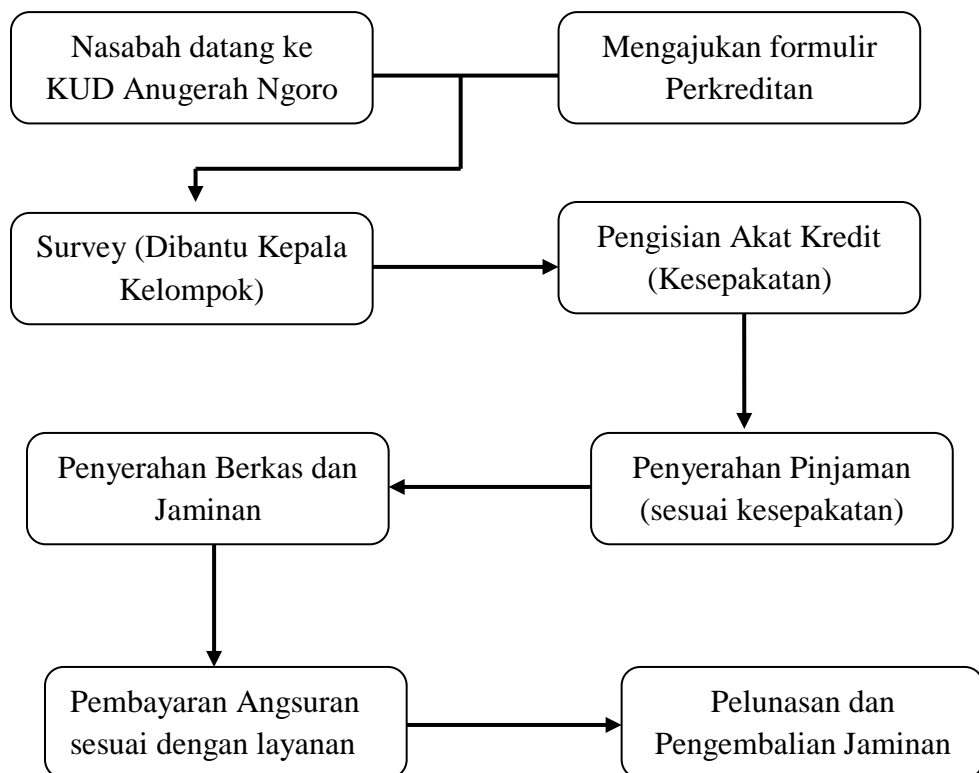 Nasabah datang ke
KUD Anugerah Ngoro
Mengajukan formulir
Perkreditan
Survey (Dibantu Kepala
Kelompok)
Pengisian Akat Kredit
(Kesepakatan)
Penyerahan Berkas dan
Jaminan
Penyerahan Pinjaman
(sesuai kesepakatan)
Pembayaran Angsuran
sesuai dengan layanan
Pelunasan dan
Pengembalian Jaminan